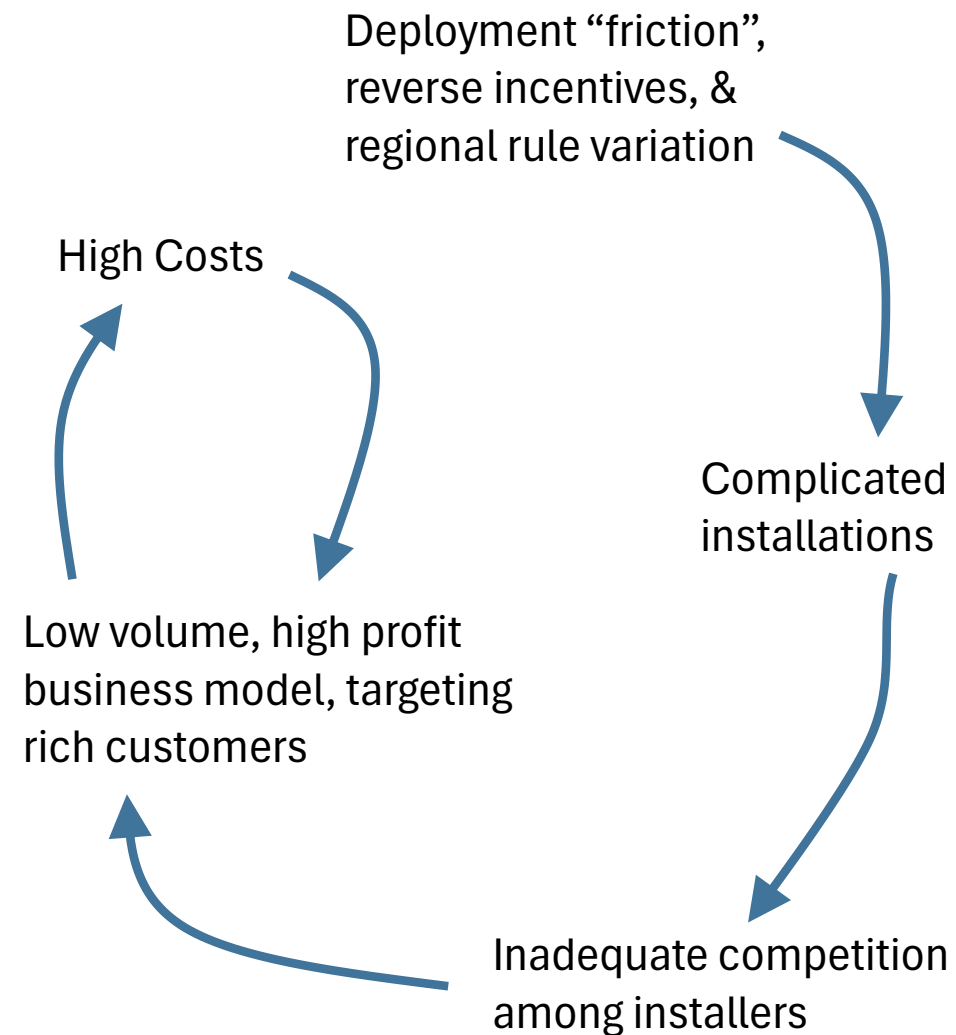 Deployment “friction”,
reverse incentives, &
regional rule variation
High Costs
Complicated
installations
Low volume, high profit
business model, targeting
rich customers
Inadequate competition
among installers